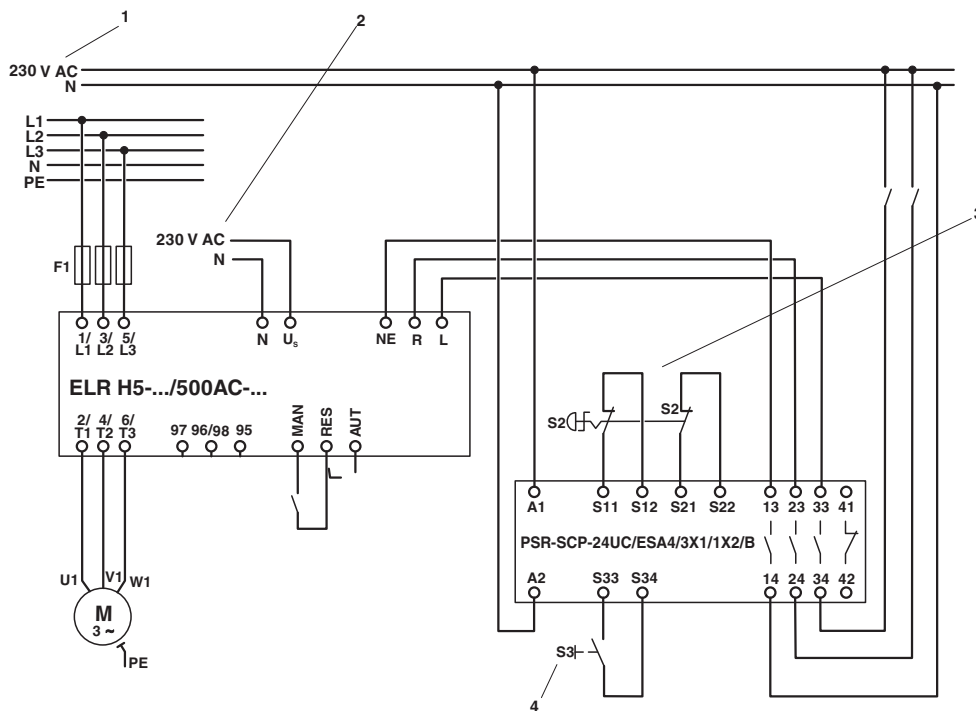 1
2
230 V AC
N
L1
L2
L3
N
PE
3
230 V AC
N
F1
1/
L1
3/
L2
5/
L3
N
Us
NE
R
L
ELR H5-.../500AC-...
2/
T1
4/
T2
6/
T3
97
96/98
95
MAN
RES
AUT
S2
S2
A1
S11
S12
S21
S22
13
23
33
41
PSR-SCP-24UC/ESA4/3X1/1X2/B
A2
S33
S34
14
24
34
42
U1
V1
W1
M
3 ~
PE
S3
4